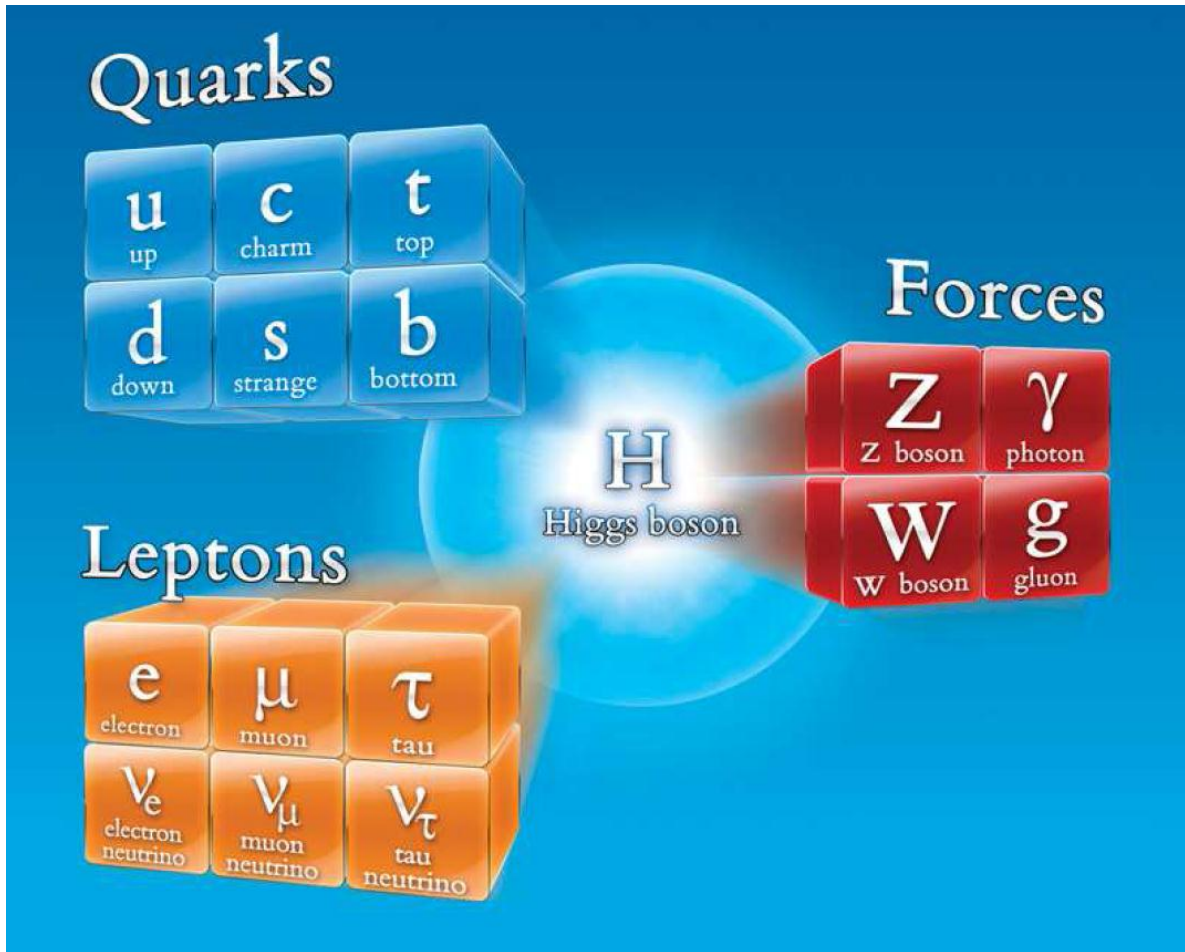 Quarks
u
up
c
charm
t
top
d
down
s
strange
b
bottom
Forces
Z
Z boson
γ
photon
W
W boson
g
gluon
H
Higgs boson
Leptons
e
electron
μ
muon
τ
tau
νe
electron
neutrino
νμ
muon
neutrino
ντ
tau
neutrino